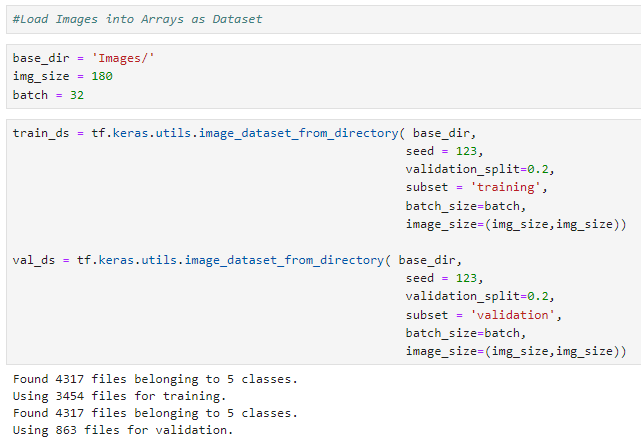 #Load Images into Arrays as Dataset
base_dir = 'Images/'
img_size = 180
batch = 32
train_ds = tf.keras.utils.image_dataset_from_directory( base_dir,
seed = 123,
validation_split=0.2,
subset = 'training',
batch_size=batch,
image_size=(img_size,img_size))
val_ds = tf.keras.utils.image_dataset_from_directory( base_dir,
seed = 123,
validation_split=0.2,
subset = 'validation',
batch_size=batch,
image_size=(img_size,img_size))
Found 4317 files belonging to 5 classes.
Using 3454 files for training.
Found 4317 files belonging to 5 classes.
Using 863 files for validation.